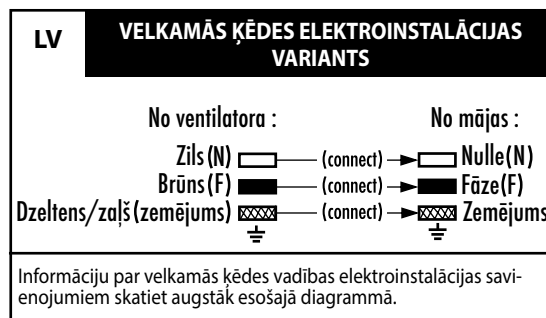 LV
VELKAMĀS ĶĒDES ELEKTROINSTALĀCIJAS
VARIANTS
No ventilatora : No mājas :
Zils (N) (connect) Nulle(N)
Brūns (F) (connect) Fāze(F)
Dzeltens/zaļš (zemējums) (connect) Zemējums
Informāciju par velkamās ķēdes vadības elektroinstalācijas savi-
enojumiem skatiet augstāk esošajā diagrammā.